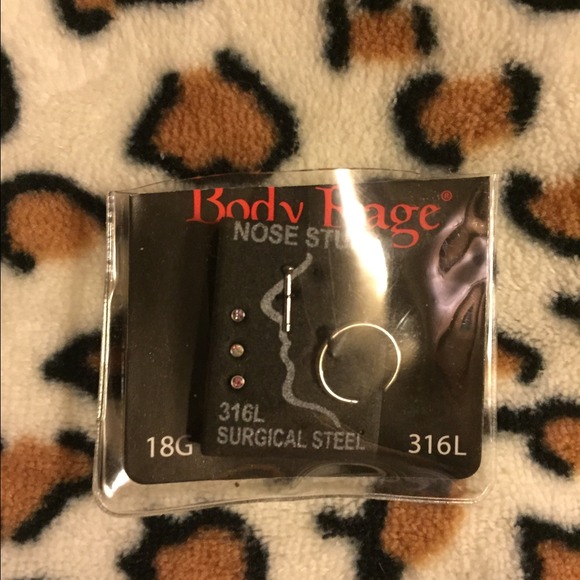 Body Rage®
NOSE STUD
316L
SURGICAL STEEL
18G
316L